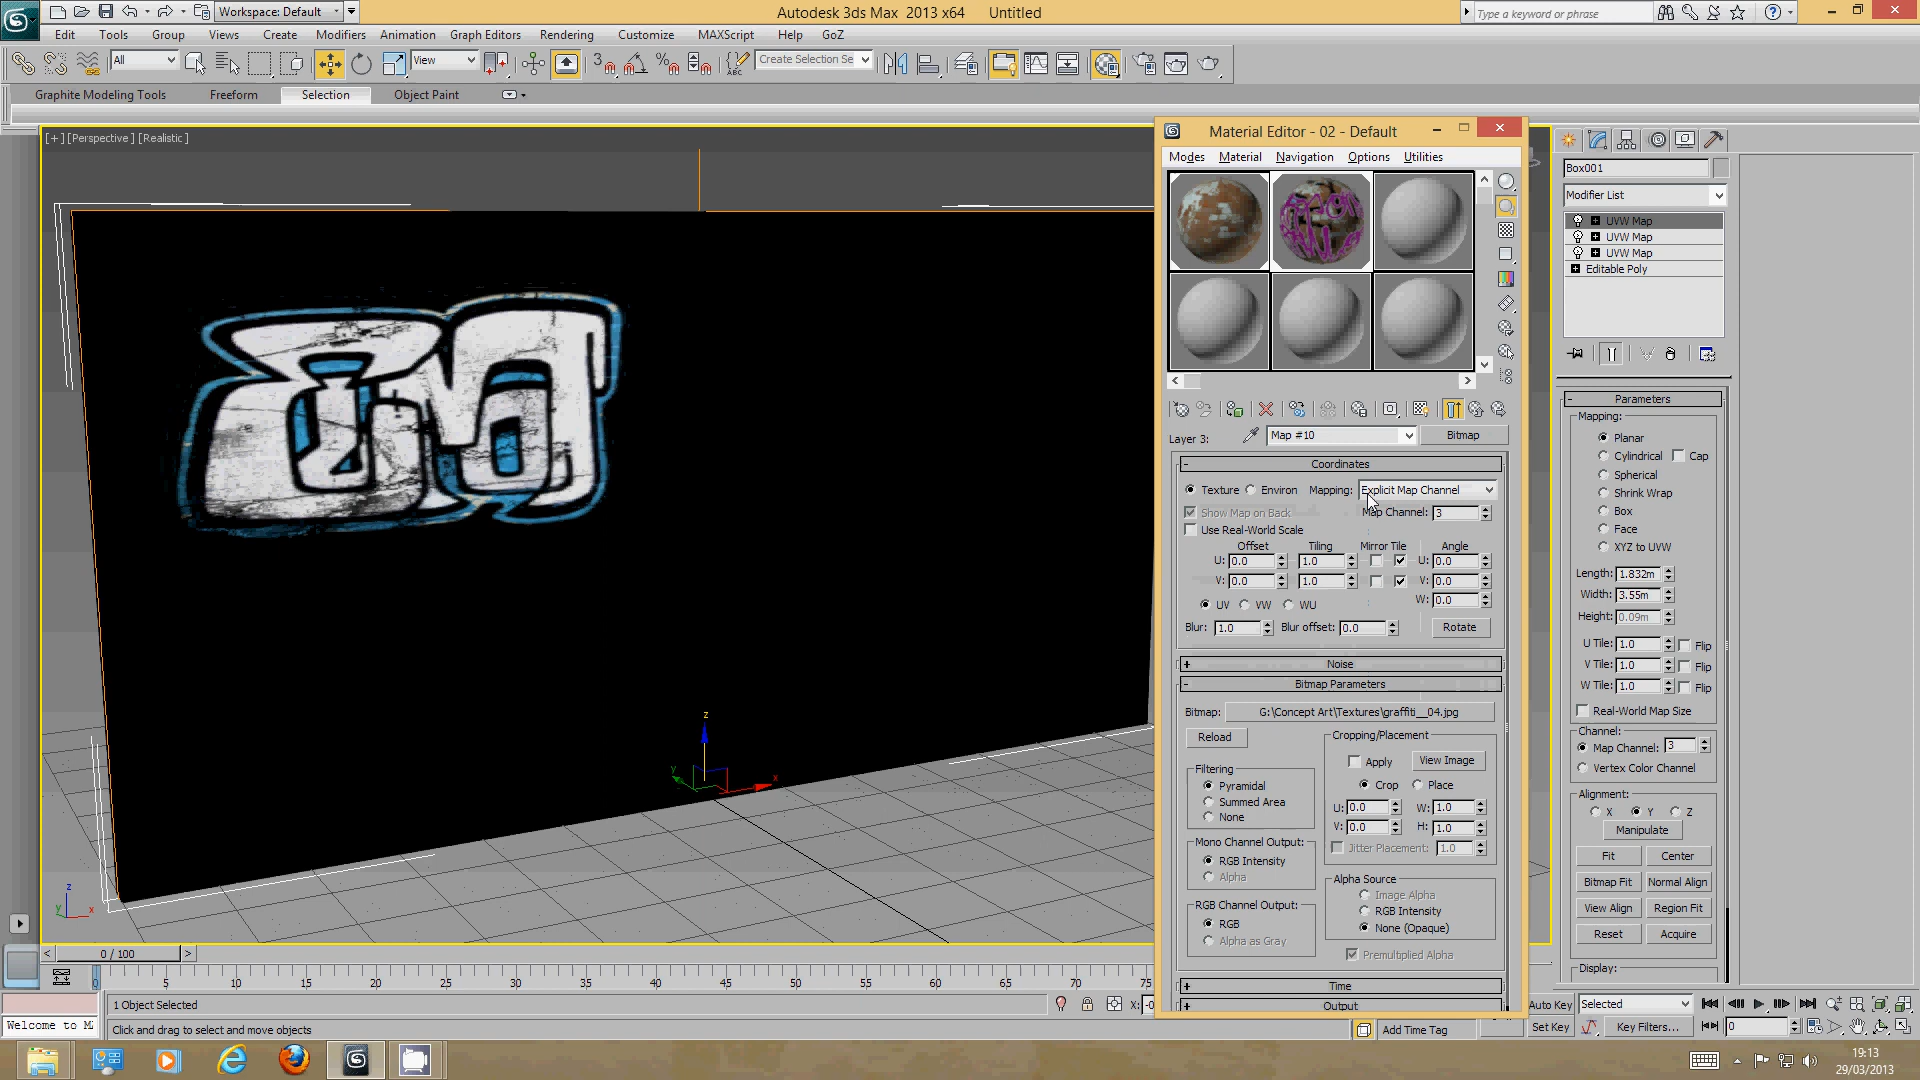 Workspace: Default
Autodesk 3ds Max 2013 x64 Untitled
Type a keyword or phrase
Edit Tools Group Views Create Modifiers Animation Graph Editors Rendering Customize MAXScript Help GoZ
All
View
3
Create Selection Se
Graphite Modeling Tools Freeform Selection Object Paint
[+] [Perspective] [Realistic]
Material Editor - 02 - Default
Modes Material Navigation Options Utilities
Layer 3: Map #10 Bitmap
Coordinates
Texture Environ Mapping: Explicit Map Channel
Show Map on Back Map Channel: 3
Use Real-World Scale
Offset Tiling Mirror Tile Angle
U: 0.0 1.0 U: 0.0
V: 0.0 1.0 V: 0.0
UV VW WU W: 0.0
Blur: 1.0 Blur offset: 0.0 Rotate
Noise
Bitmap Parameters
Bitmap: G:\Concept Art\Textures\graffiti__04.jpg
Reload
Cropping/Placement
Apply View Image
Filtering
Pyramidal
Summed Area
None
Crop Place
U: 0.0 W: 1.0
V: 0.0 H: 1.0
Jitter Placement: 1.0
Mono Channel Output:
RGB Intensity
Alpha
Alpha Source
Image Alpha
RGB Intensity
None (Opaque)
RGB Channel Output:
RGB
Alpha as Gray
Premultiplied Alpha
Time
Output
Box001
Modifier List
UVW Map
UVW Map
UVW Map
Editable Poly
Parameters
Mapping:
Planar
Cylindrical Cap
Spherical
Shrink Wrap
Box
Face
XYZ to UVW
Length: 1.832m
Width: 3.55m
Height: 0.09m
U Tile: 1.0 Flip
V Tile: 1.0 Flip
W Tile: 1.0 Flip
Real-World Map Size
Channel:
Map Channel: 3
Vertex Color Channel
Alignment:
X Y Z
Manipulate
Fit Center
Bitmap Fit Normal Align
View Align Region Fit
Reset Acquire
Display:
z
y
x
z
y
x
0 / 100
0 5 10 15 20 25 30 35 40 45 50 55 60 65 70 75
1 Object Selected
X: -0
Auto Key Selected
Welcome to M
Click and drag to select and move objects
Add Time Tag
Set Key Key Filters...
0
19:13
29/03/2013